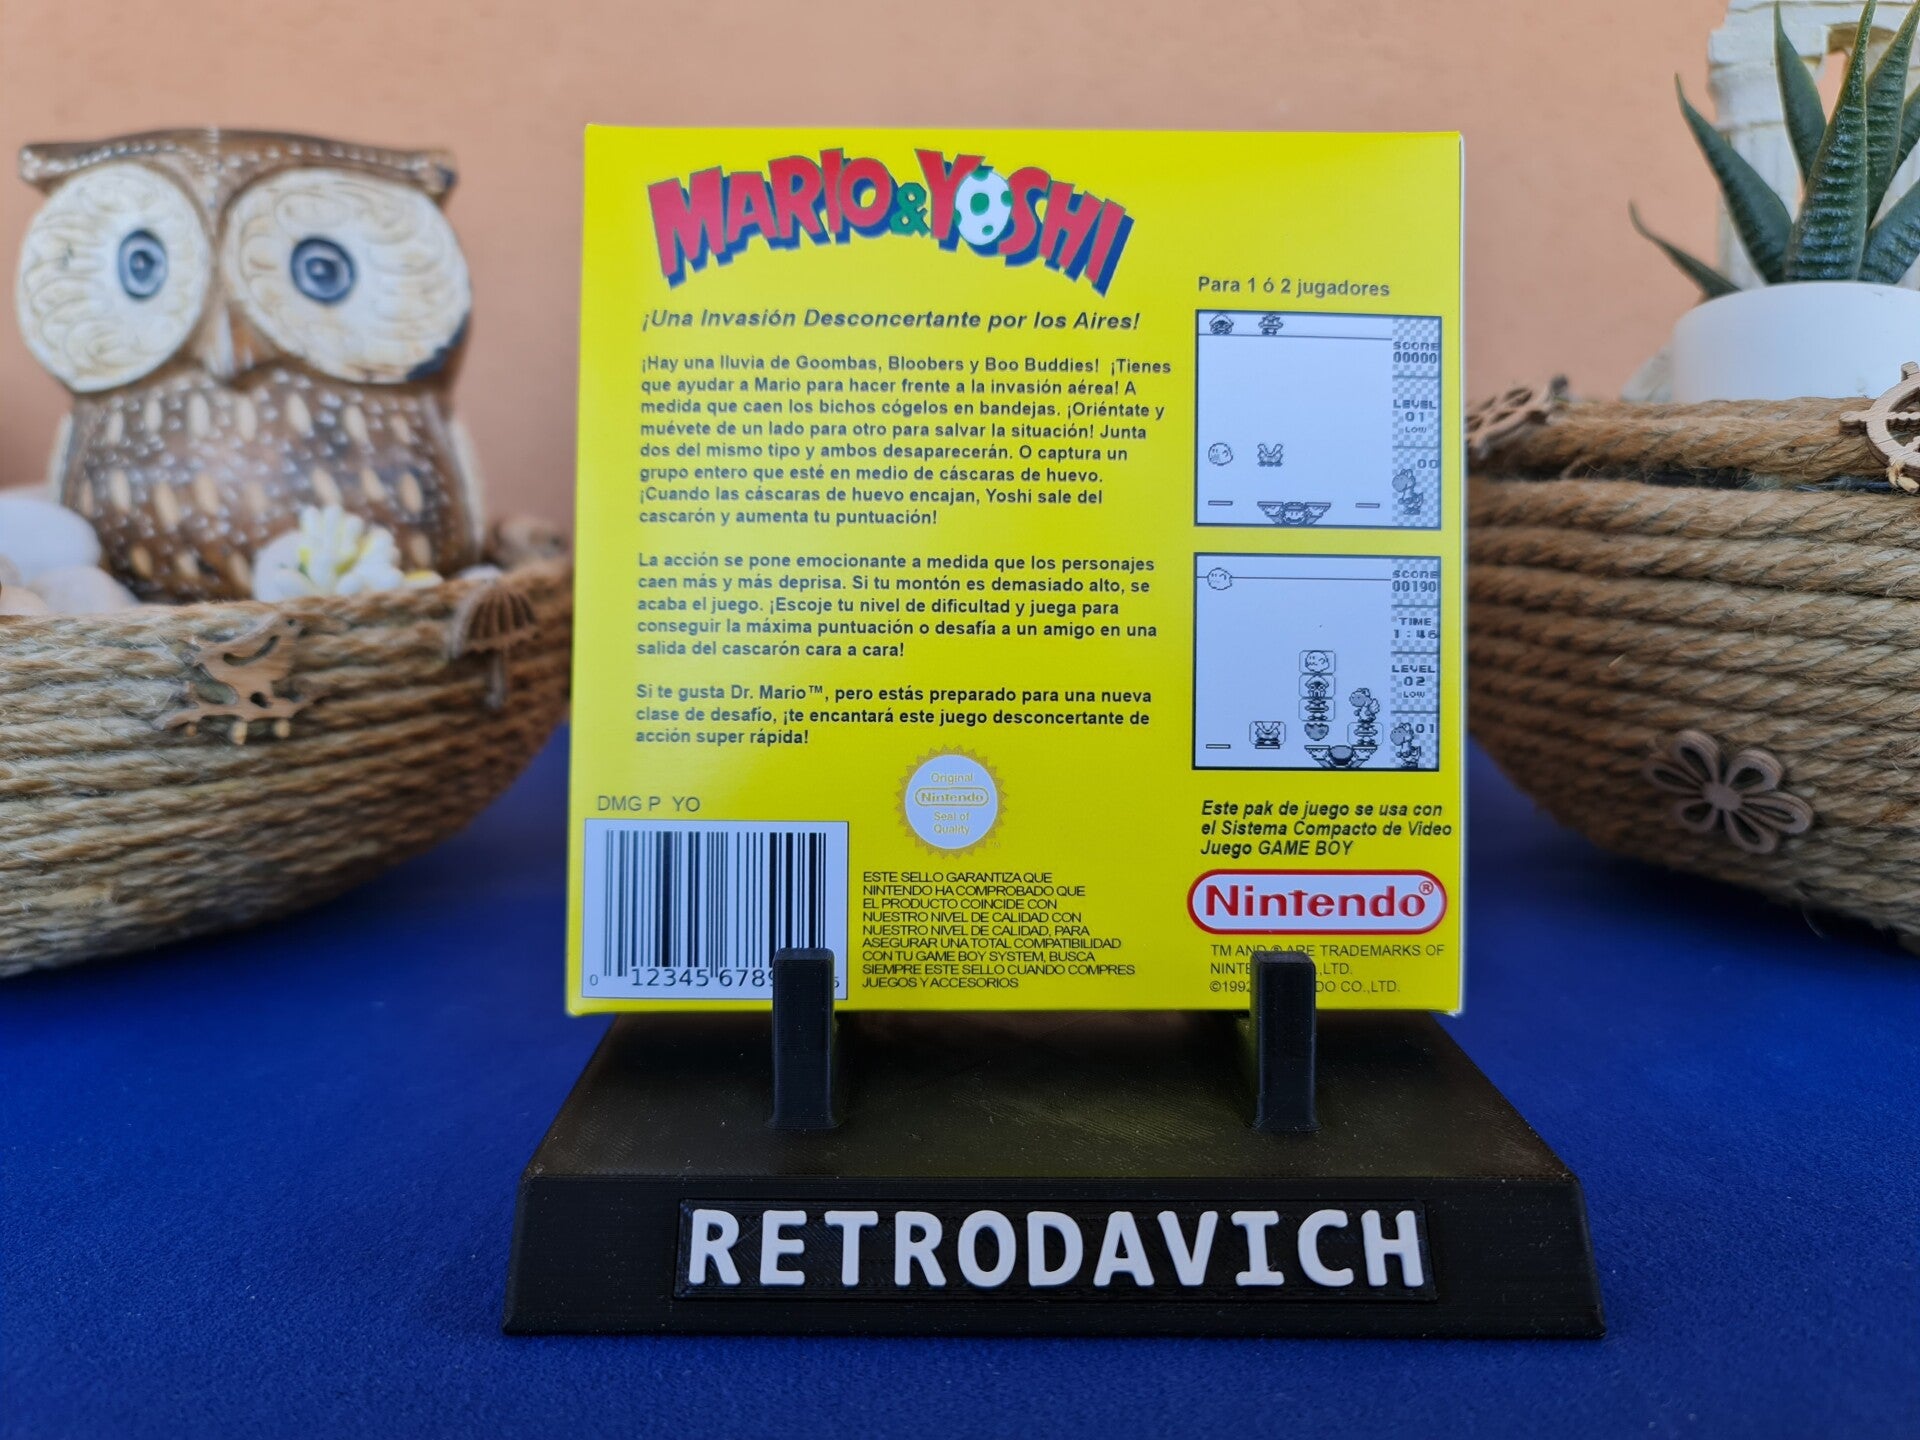 MARIO & YOSHI
Para 1 ó 2 jugadores
¡Una Invasión Desconcertante por los Aires!
¡Hay una lluvia de Goombas, Bloobers y Boo Buddies! ¡Tienes
que ayudar a Mario para hacer frente a la invasión aérea! A
medida que caen los bichos cógelos en bandejas. ¡Oriéntate y
muévete de un lado para otro para salvar la situación! Junta
dos del mismo tipo y ambos desaparecerán. O captura un
grupo entero que esté en medio de cáscaras de huevo.
¡Cuando las cáscaras de huevo encajan, Yoshi sale del
cascarón y aumenta tu puntuación!
La acción se pone emocionante a medida que los personajes
caen más y más deprisa. Si tu montón es demasiado alto, se
acaba el juego. ¡Escoje tu nivel de dificultad y juega para
conseguir la máxima puntuación o desafía a un amigo en una
salida del cascarón cara a cara!
Si te gusta Dr. Mario™, pero estás preparado para una nueva
clase de desafío, ¡te encantará este juego desconcertante de
acción super rápida!
SCORE
00000
LEVEL
01
LOW
00
SCORE
00190
TIME
1:46
LEVEL
02
LOW
01
DMG P YO
0 12345 678
Original
Nintendo
Seal of
Quality
TM
ESTE SELLO GARANTIZA QUE
NINTENDO HA COMPROBADO QUE
EL PRODUCTO COINCIDE CON
NUESTRO NIVEL DE CALIDAD CON
NUESTRO NIVEL DE CALIDAD, PARA
ASEGURAR UNA TOTAL COMPATIBILIDAD
CON TU GAME BOY SYSTEM, BUSCA
SIEMPRE ESTE SELLO CUANDO COMPRES
JUEGOS Y ACCESORIOS
Este pak de juego se usa con
el Sistema Compacto de Video
Juego GAME BOY
Nintendo®
TM AND ® ARE TRADEMARKS OF
,LTD.
©1992 CO.,LTD.
RETRODAVICH